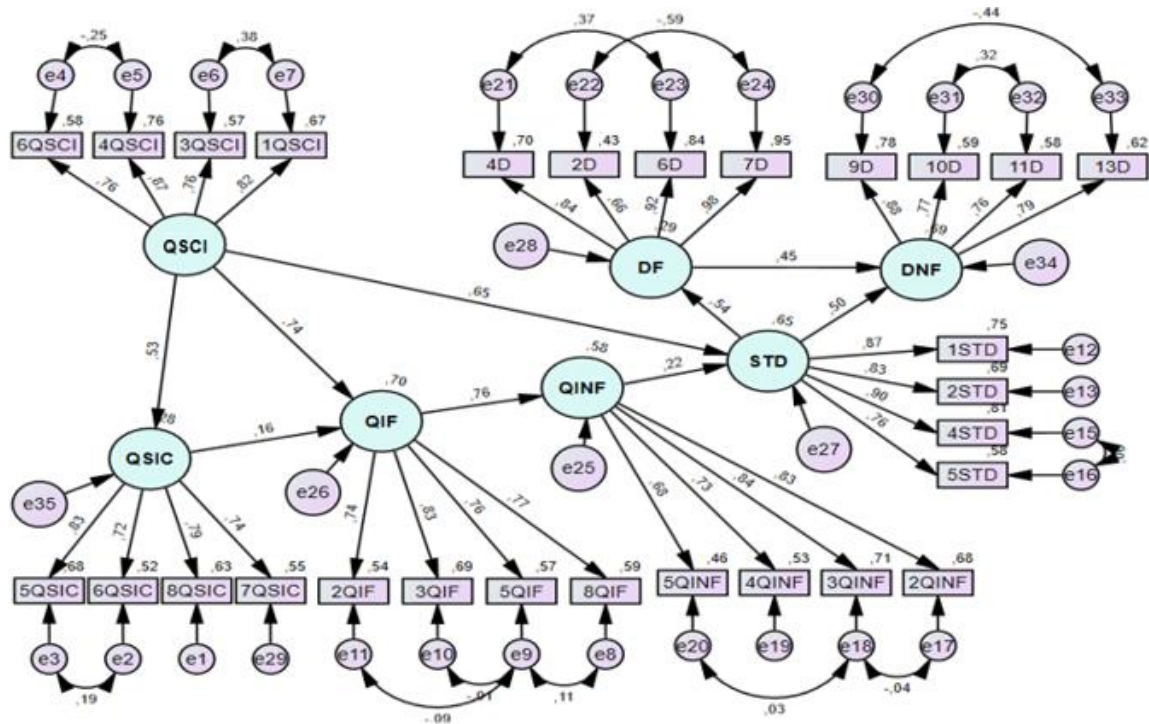 -,25 ,38 ,37 -,59 -,44
,32
e4 e5 e6 e7 e21 e22 e23 e24 e30 e31 e32 e33
,58 ,76 ,57 ,67 ,70 ,43 ,84 ,95 ,78 ,59 ,58 ,62
6QSCI 4QSCI 3QSCI 1QSCI 4D 2D 6D 7D 9D 10D 11D 13D
,76 ,87 ,76 ,82 ,84 ,66 ,92 ,98 ,88 ,77 ,76 ,79
,29
QSCI e28 DF ,45 DNF e34
,65 ,54 ,50
,53 ,74 ,65 ,75
,87 1STD e12
,58 STD ,69
,83 2STD e13
,70 ,76 QINF ,22 ,90 ,81
4STD e15
QIF ,76 ,58
,28 ,16 5STD e16
QSIC e27
e35 e26 e25
,83 ,72 ,79 ,74 ,74 ,83 ,76 ,77 ,68 ,73 ,84 ,83
,68 ,52 ,63 ,55 ,54 ,69 ,57 ,59 ,46 ,53 ,71 ,68
5QSIC 6QSIC 8QSIC 7QSIC 2QIF 3QIF 5QIF 8QIF 5QINF 4QINF 3QINF 2QINF
e3 e2 e1 e29 e11 e10 e9 e8 e20 e19 e18 e17
,19 -,01 ,11 -,04
-,09 ,03